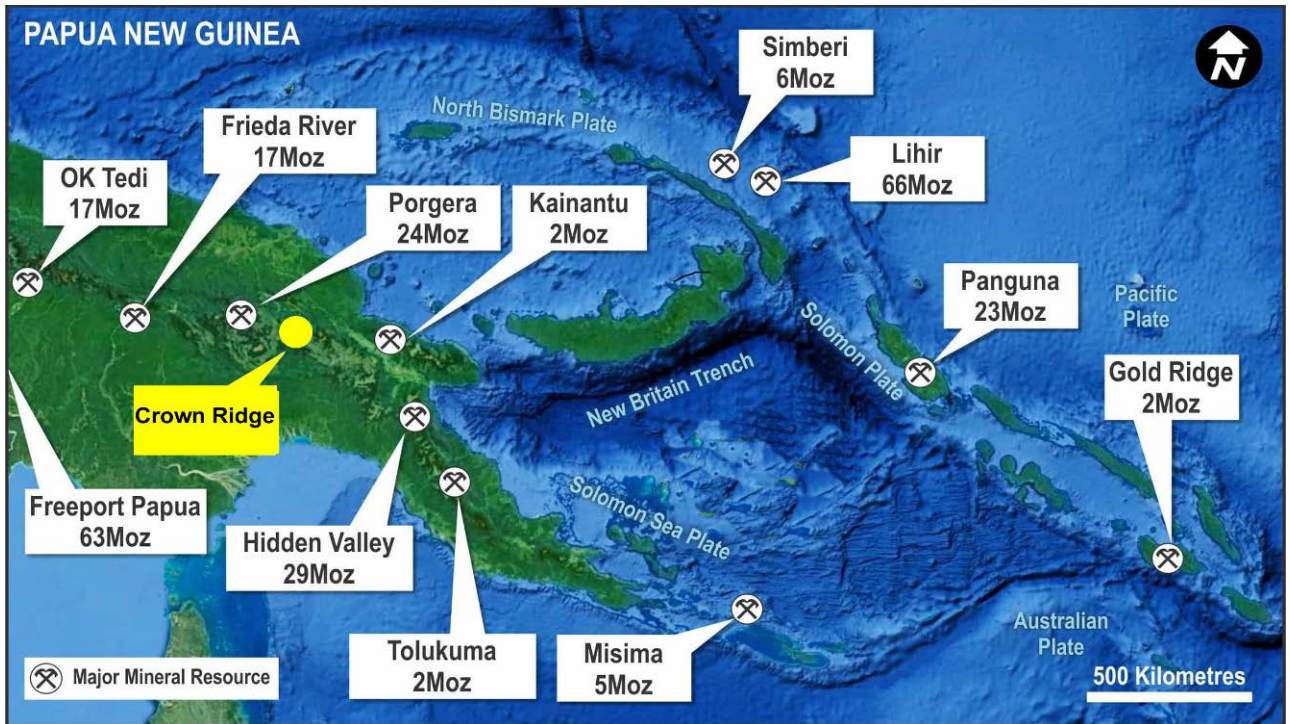 PAPUA NEW GUINEA
N
Simberi
6Moz
North Bismark Plate
Frieda River
17Moz
Lihir
66Moz
OK Tedi
17Moz
Porgera
24Moz
Kainantu
2Moz
Panguna
23Moz
Pacific
Plate
Solomon Plate
Gold Ridge
2Moz
New Britain Trench
Crown Ridge
Freeport Papua
63Moz
Solomon Sea Plate
Hidden Valley
29Moz
Australian
Plate
Tolukuma
2Moz
Misima
5Moz
Major Mineral Resource
500 Kilometres